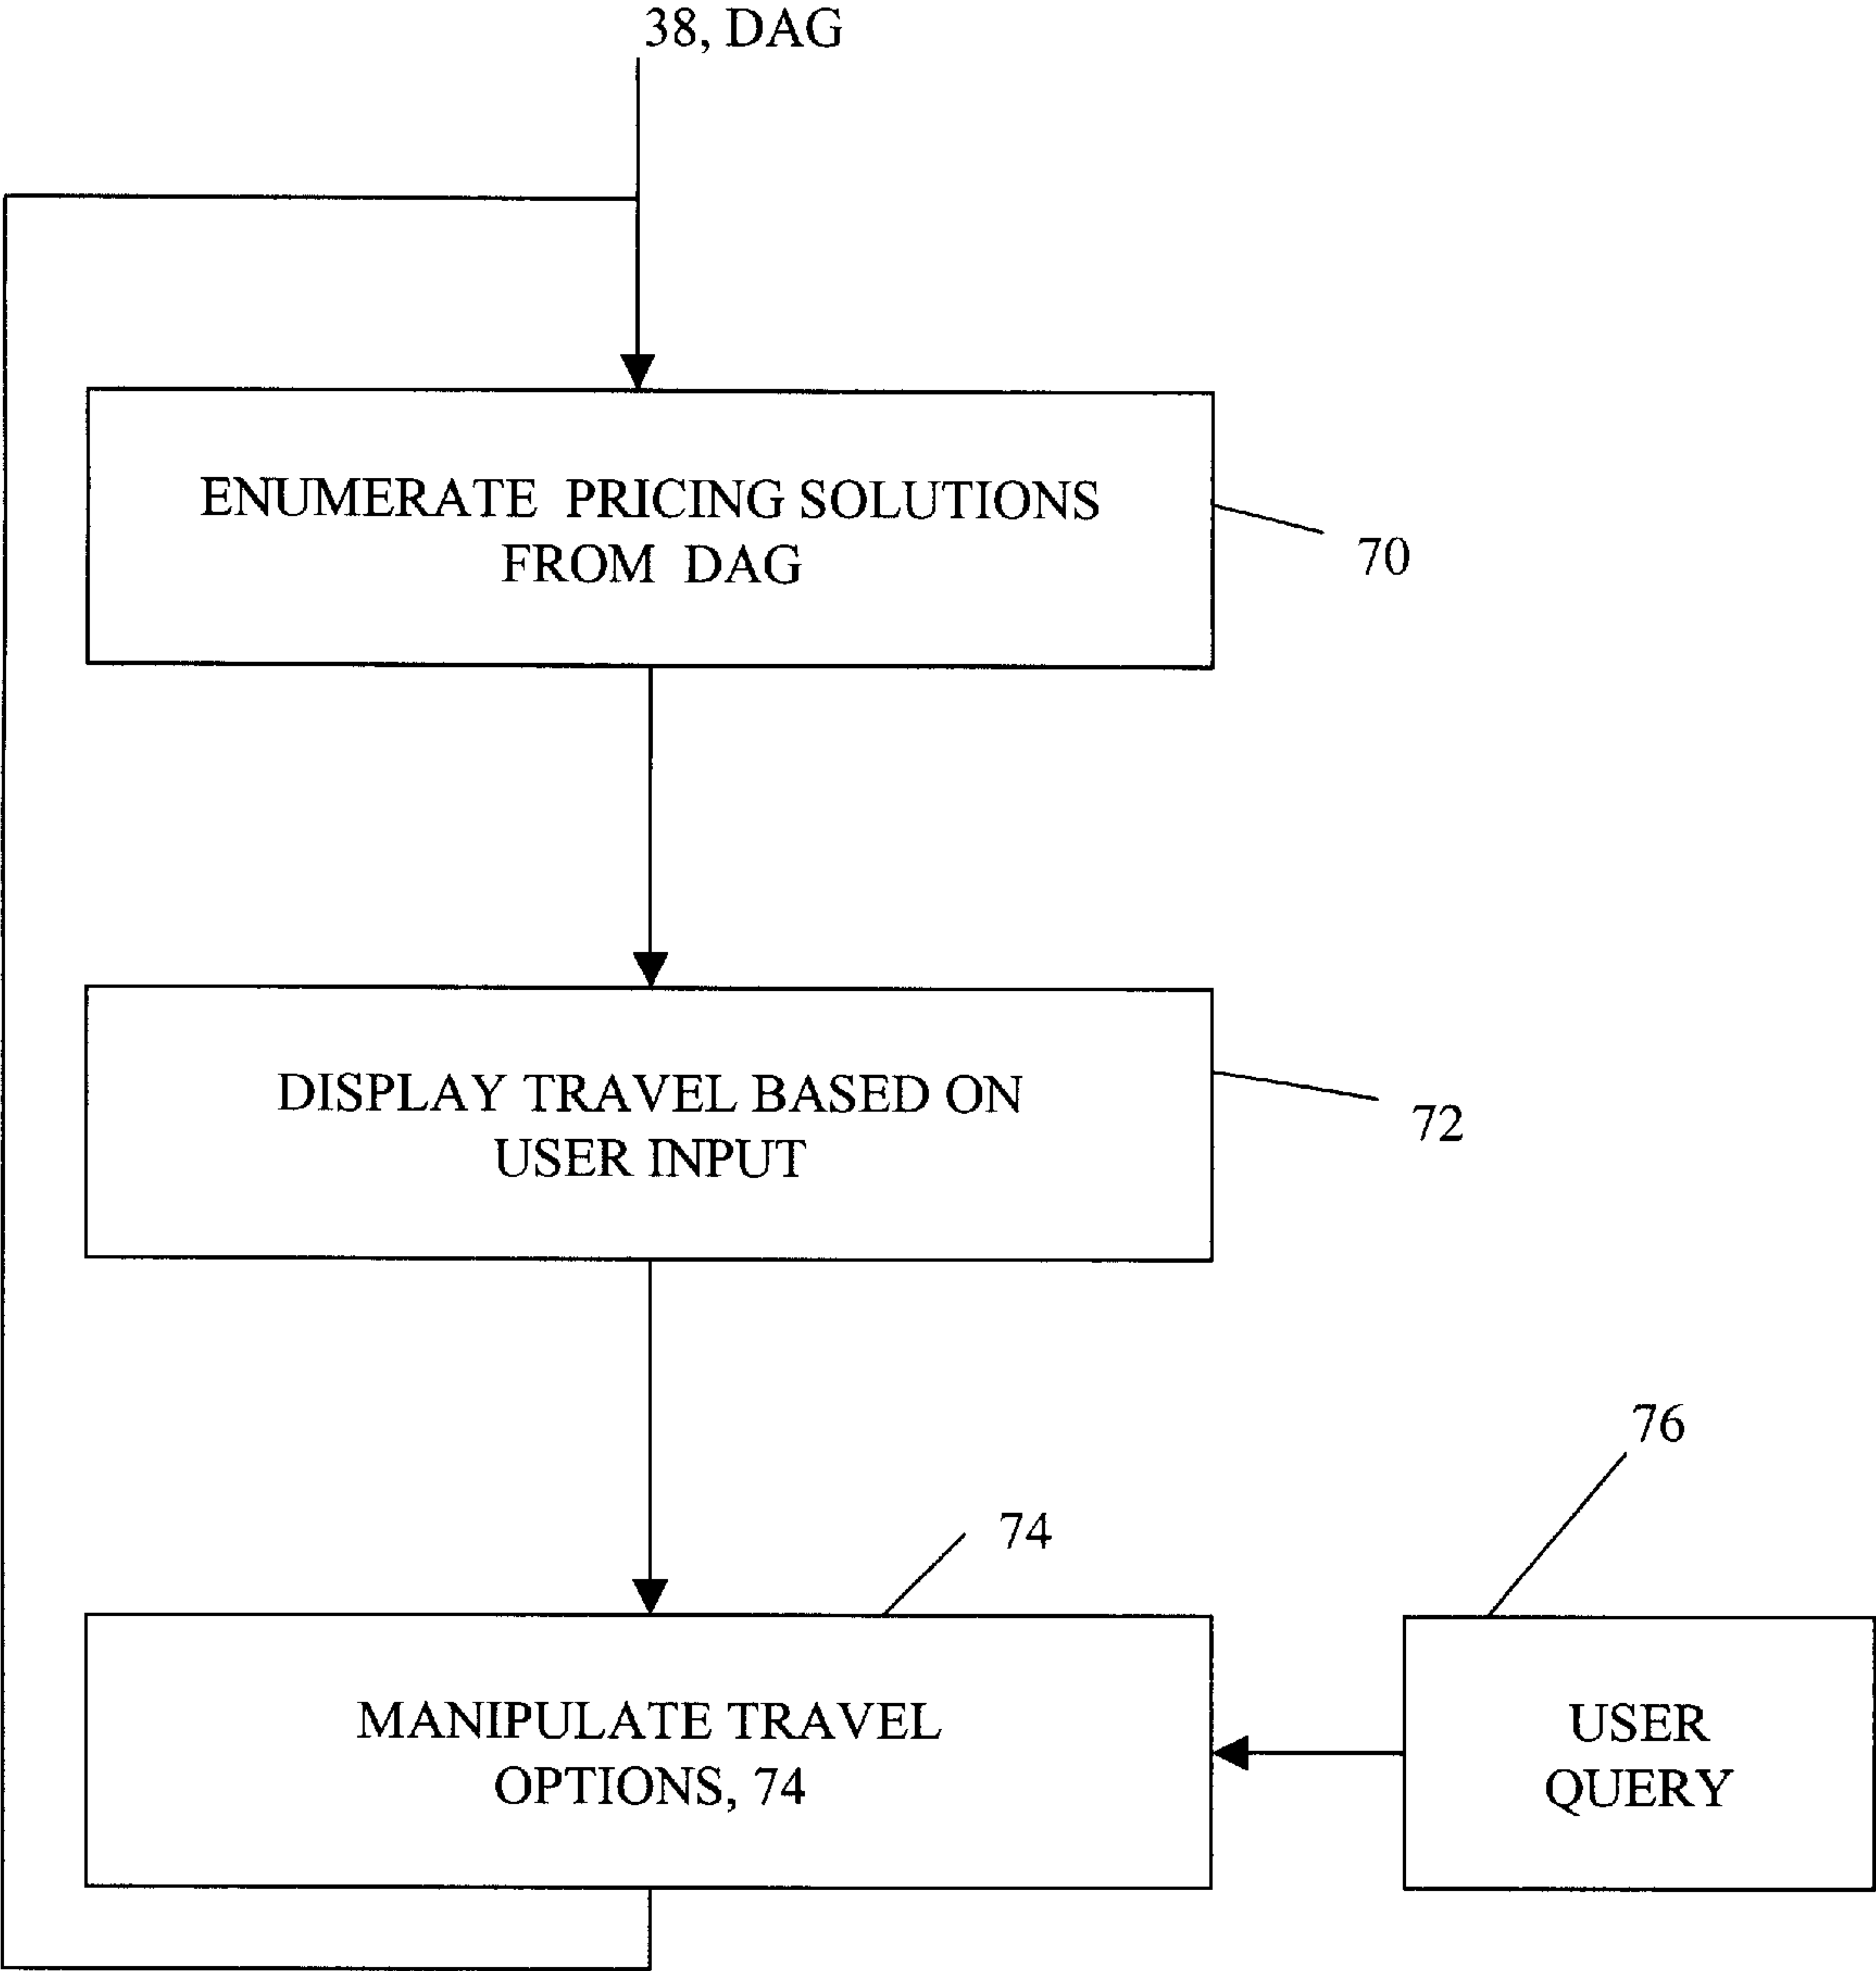 38, DAG
ENUMERATE PRICING SOLUTIONS
FROM DAG
70
DISPLAY TRAVEL BASED ON
USER INPUT
72
76
74
MANIPULATE TRAVEL
OPTIONS, 74
USER
QUERY